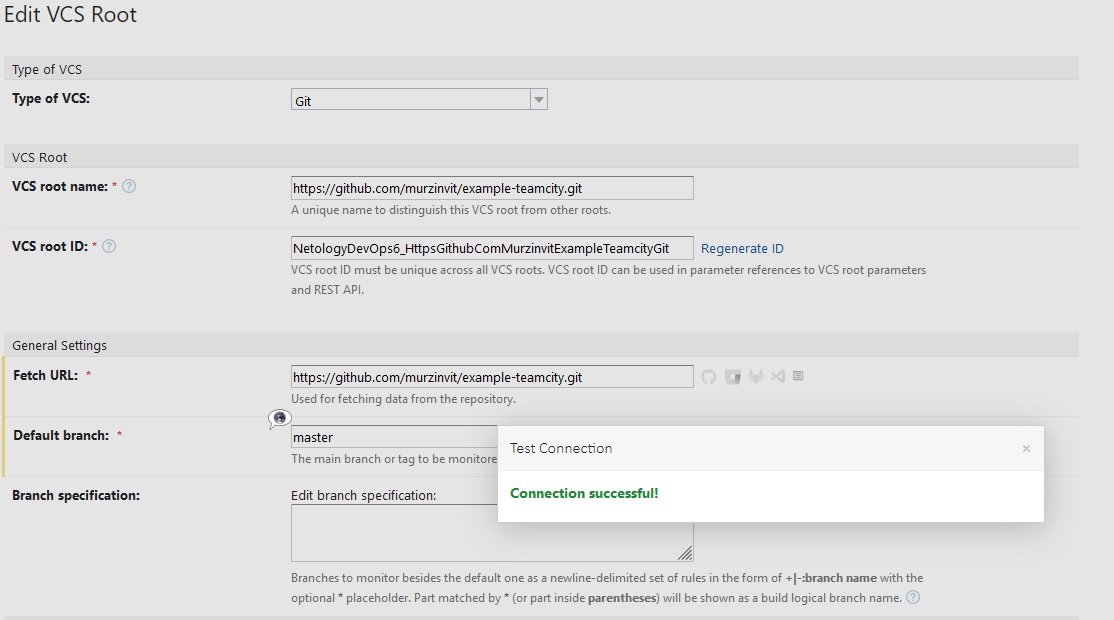 Edit VCS Root
Type of VCS
Type of VCS:
Git
VCS Root
VCS root name: *
https://github.com/murzinvit/example-teamcity.git
A unique name to distinguish this VCS root from other roots.
VCS root ID: *
NetologyDevOps6_HttpsGithubComMurzinvitExampleTeamcityGit
Regenerate ID
VCS root ID must be unique across all VCS roots. VCS root ID can be used in parameter references to VCS root parameters
and REST API.
General Settings
Fetch URL: *
https://github.com/murzinvit/example-teamcity.git
Used for fetching data from the repository.
Default branch: *
master
The main branch or tag to be monitore
Test Connection
×
Connection successful!
Branch specification:
Edit branch specification:
Branches to monitor besides the default one as a newline-delimited set of rules in the form of +|-:branch name with the
optional * placeholder. Part matched by * (or part inside parentheses) will be shown as a build logical branch name.